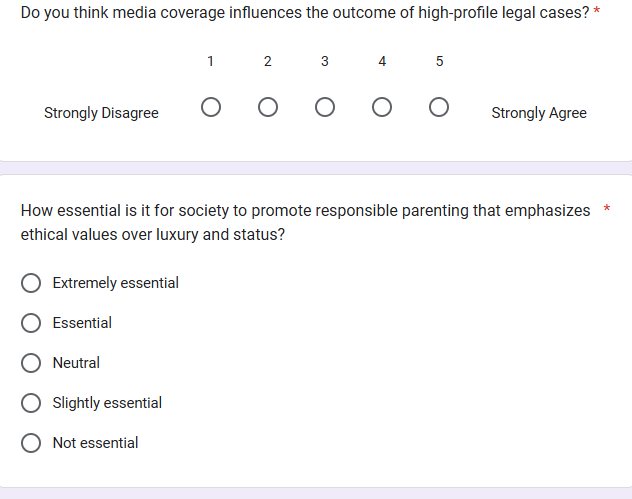 Do you think media coverage influences the outcome of high-profile legal cases? *
1 2 3 4 5
Strongly Disagree Strongly Agree
How essential is it for society to promote responsible parenting that emphasizes *
ethical values over luxury and status?
Extremely essential
Essential
Neutral
Slightly essential
Not essential